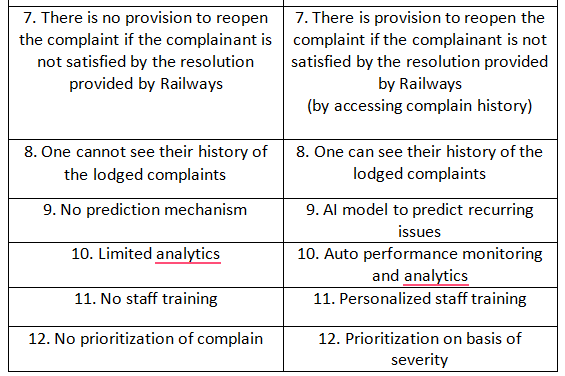 7. There is no provision to reopen
the complaint if the complainant is
not satisfied by the resolution
provided by Railways
7. There is provision to reopen the
complaint if the complainant is not
satisfied by the resolution provided
by Railways
(by accessing complain history)
8. One cannot see their history of
the lodged complaints
8. One can see their history of the
lodged complaints
9. No prediction mechanism
9. AI model to predict recurring
issues
10. Limited analytics
10. Auto performance monitoring
and analytics
11. No staff training
11. Personalized staff training
12. No prioritization of complain
12. Prioritization on basis of
severity